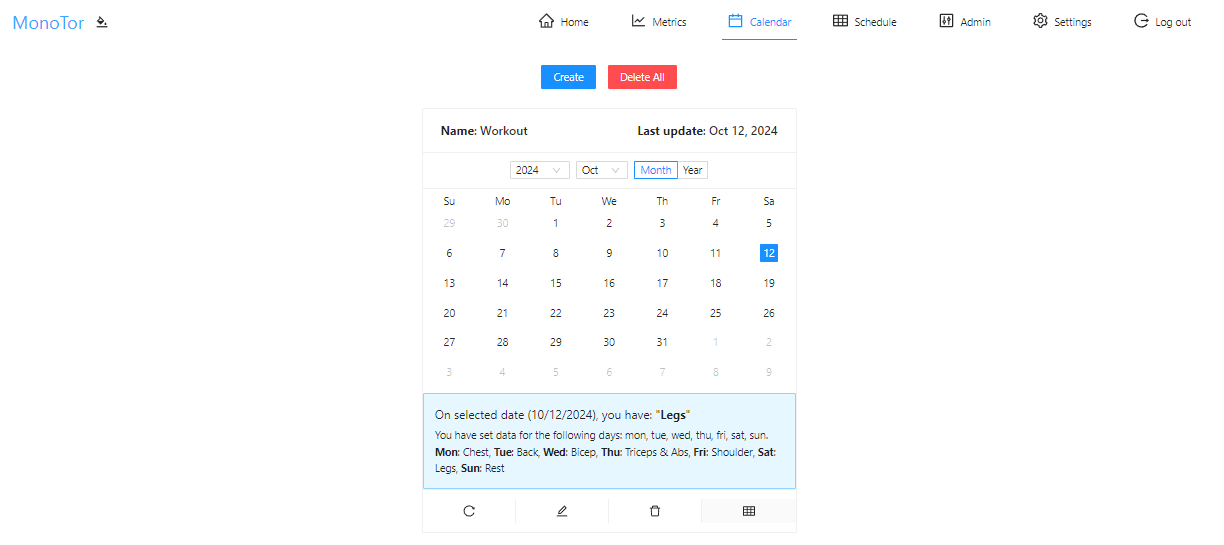 MonoTor Home Metrics Calendar Schedule Admin Settings Log out
Create Delete All
Name: Workout Last update: Oct 12, 2024
2024 Oct Month Year
Su Mo Tu We Th Fr Sa
29 30 1 2 3 4 5
6 7 8 9 10 11 12
13 14 15 16 17 18 19
20 21 22 23 24 25 26
27 28 29 30 31 1 2
3 4 5 6 7 8 9
On selected date (10/12/2024), you have: "Legs"
You have set data for the following days: mon, tue, wed, thu, fri, sat, sun.
Mon: Chest, Tue: Back, Wed: Bicep, Thu: Triceps & Abs, Fri: Shoulder, Sat:
Legs, Sun: Rest